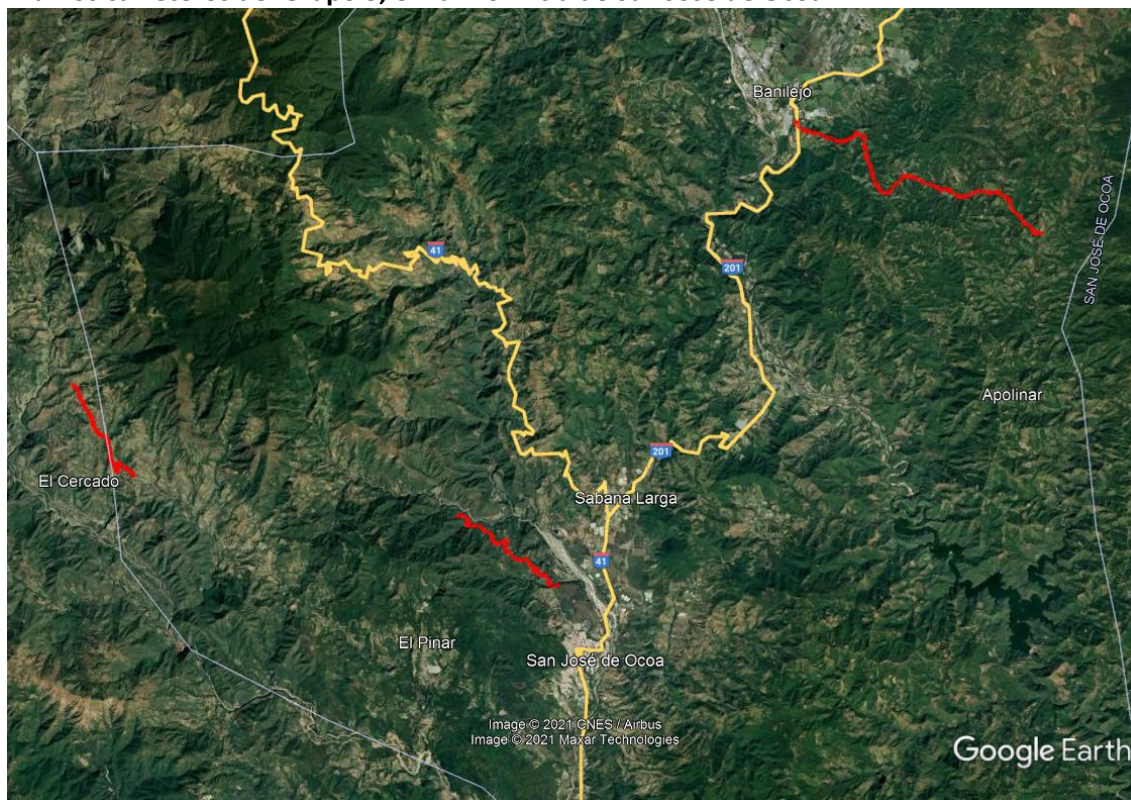 Banilejo
SAN JOSÉ DE OCOA
41
201
Apolinar
201
El Cercado
Sabana Larga
41
El Pinar
San José de Ocoa
Image © 2021 CNES / Airbus
Image © 2021 Maxar Technologies
Google Earth